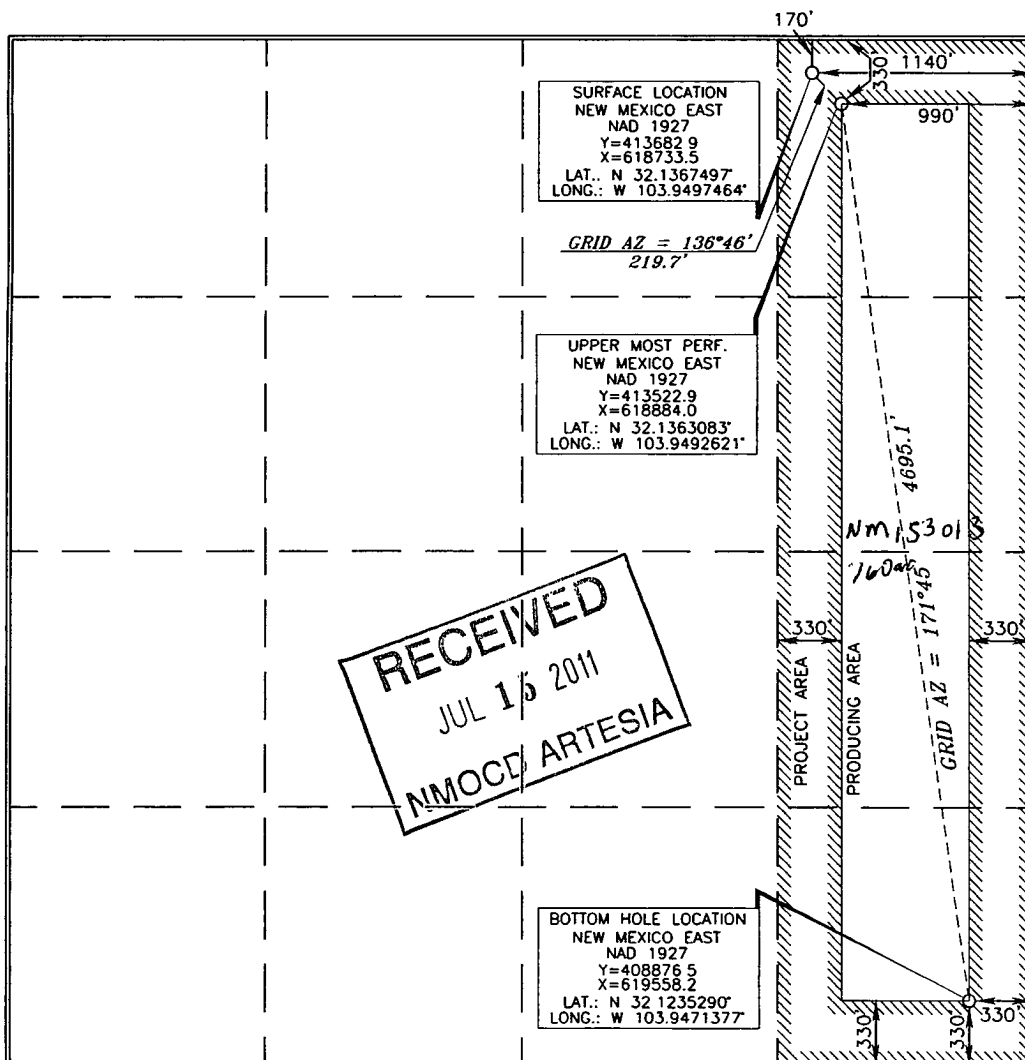 170'
1140'
330'
990'
SURFACE LOCATION
NEW MEXICO EAST
NAD 1927
Y=413682 9
X=618733.5
LAT.. N 32.1367497°
LONG.: W 103.9497464°
GRID AZ = 136°46'
219.7'
UPPER MOST PERF.
NEW MEXICO EAST
NAD 1927
Y=413522.9
X=618884.0
LAT.: N 32.1363083°
LONG.: W 103.9492621°
4695.1'
NM153013
GRID AZ = 171°45
330'
330'
PROJECT AREA
PRODUCING AREA
RECEIVED
JUL 15 2011
NMOCD ARTESIA
BOTTOM HOLE LOCATION
NEW MEXICO EAST
NAD 1927
Y=408876 5
X=619558.2
LAT.: N 32 1235290°
LONG.: W 103.9471377°
330'
330'
330'